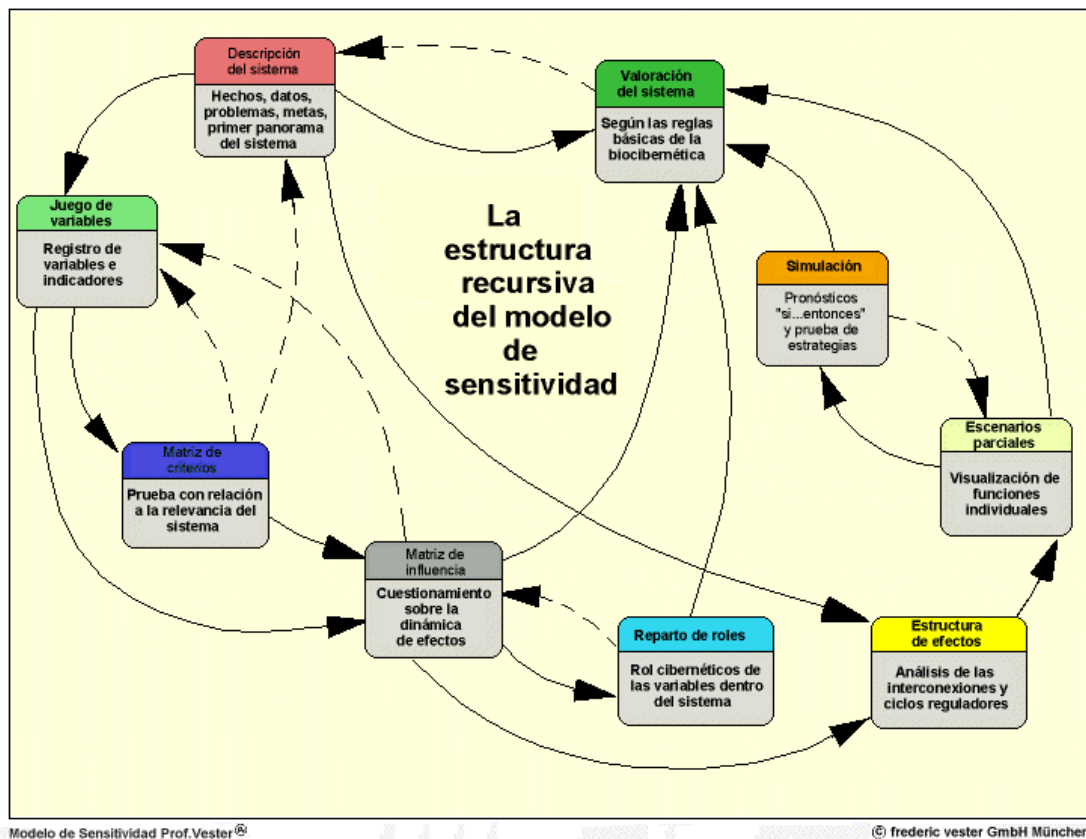 Descripción
del sistema
Hechos, datos,
problemas, metas,
primer panorama
del sistema
Valoración
del sistema
Según las reglas
básicas de la
biocibernética
Juego de
variables
Registro de
variables e
indicadores
La
estructura
recursiva
del modelo
de
sensitividad
Simulación
Pronósticos
"si...entonces"
y prueba de
estrategias
Escenarios
parciales
Visualización de
funciones
individuales
Matriz de
criterios
Prueba con relación
a la relevancia del
sistema
Matriz de
influencia
Cuestionamiento
sobre la
dinámica
de efectos
Reparto de roles
Rol cibernéticos de
las variables dentro
del sistema
Estructura
de efectos
Análisis de las
interconexiones y
ciclos reguladores
Modelo de Sensitividad Prof.Vester®
© frederic vester GmbH München